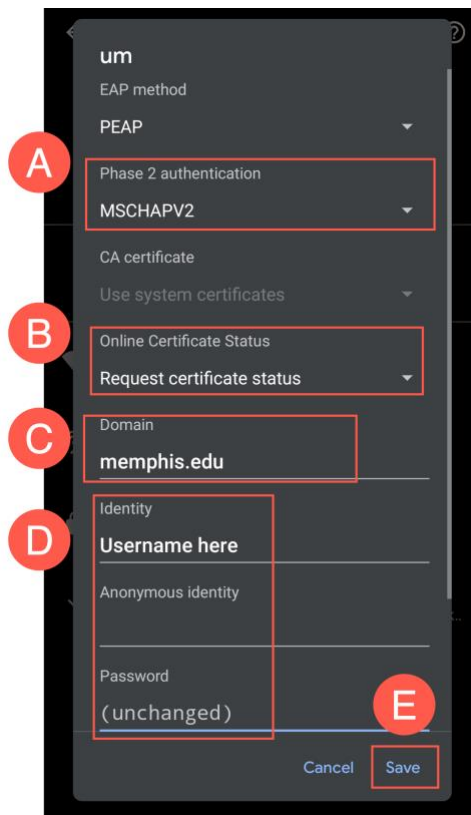 ?
um
EAP method
PEAP
A
Phase 2 authentication
MSCHAPV2
CA certificate
Use system certificates
B
Online Certificate Status
Request certificate status
C
Domain
memphis.edu
D
Identity
Username here
Anonymous identity
Password
(unchanged)
E
Cancel Save